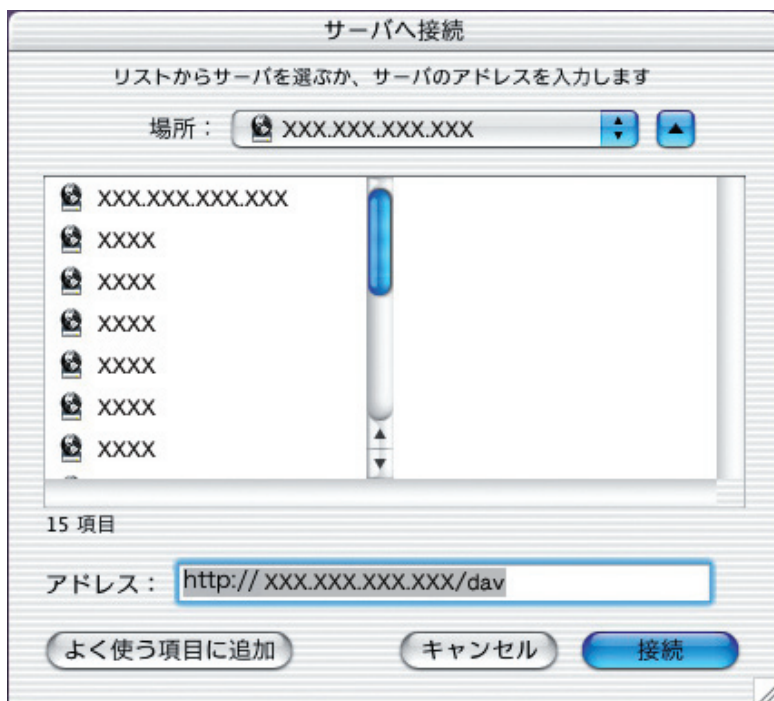 サーバへ接続
リストからサーバを選ぶか、サーバのアドレスを入力します
場所： XXX.XXX.XXX.XXX
XXX.XXX.XXX.XXX
XXXX
XXXX
XXXX
XXXX
XXXX
XXXX
15 項目
アドレス： http:// XXX.XXX.XXX.XXX/dav
よく使う項目に追加 キャンセル 接続